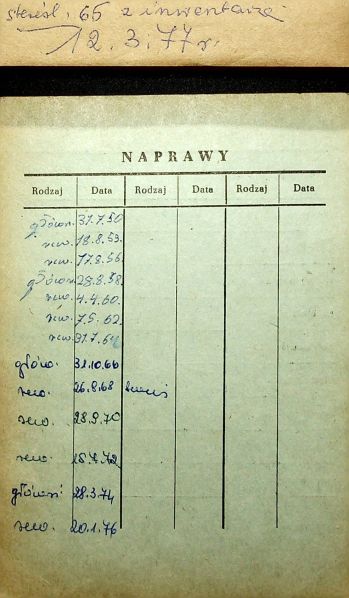 skreśl. 65 z inwentarza
12.3.77 r.
NAPRAWY
Rodzaj Data Rodzaj Data Rodzaj Data
główn. 31.7.50
rew. 18.8.53.
rew. 17.8.56.
główn. 28.8.58.
rew. 4.4.60.
rew. 7.5.62.
rew. 31.7.64
główn. 31.10.66
rew. 26.8.68
rew. 28.9.70
rew. 15.7.72
główn. 28.3.74
rew. 20.1.76